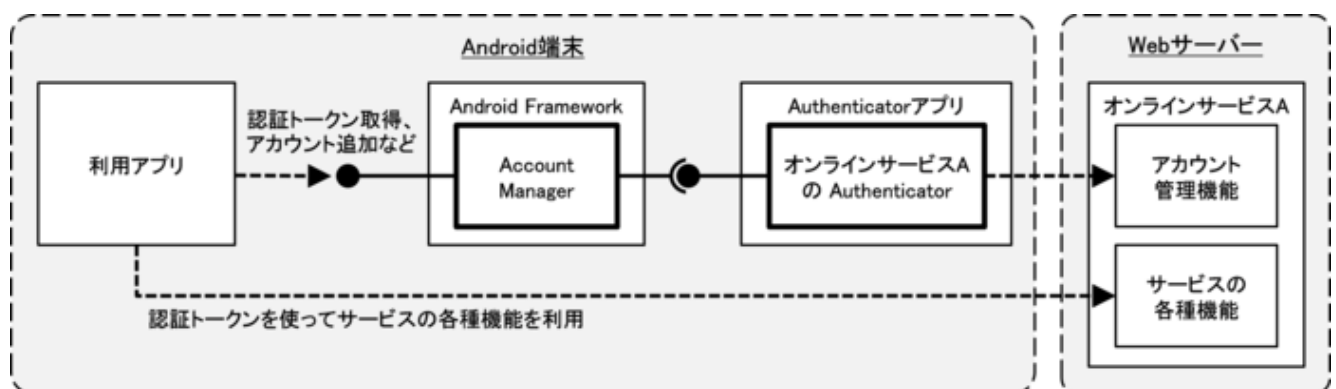 Android端末
Webサーバー
利用アプリ
認証トークン取得、
アカウント追加など
Android Framework
Account
Manager
Authenticatorアプリ
オンラインサービスA
の Authenticator
オンラインサービスA
アカウント
管理機能
サービスの
各種機能
認証トークンを使ってサービスの各種機能を利用